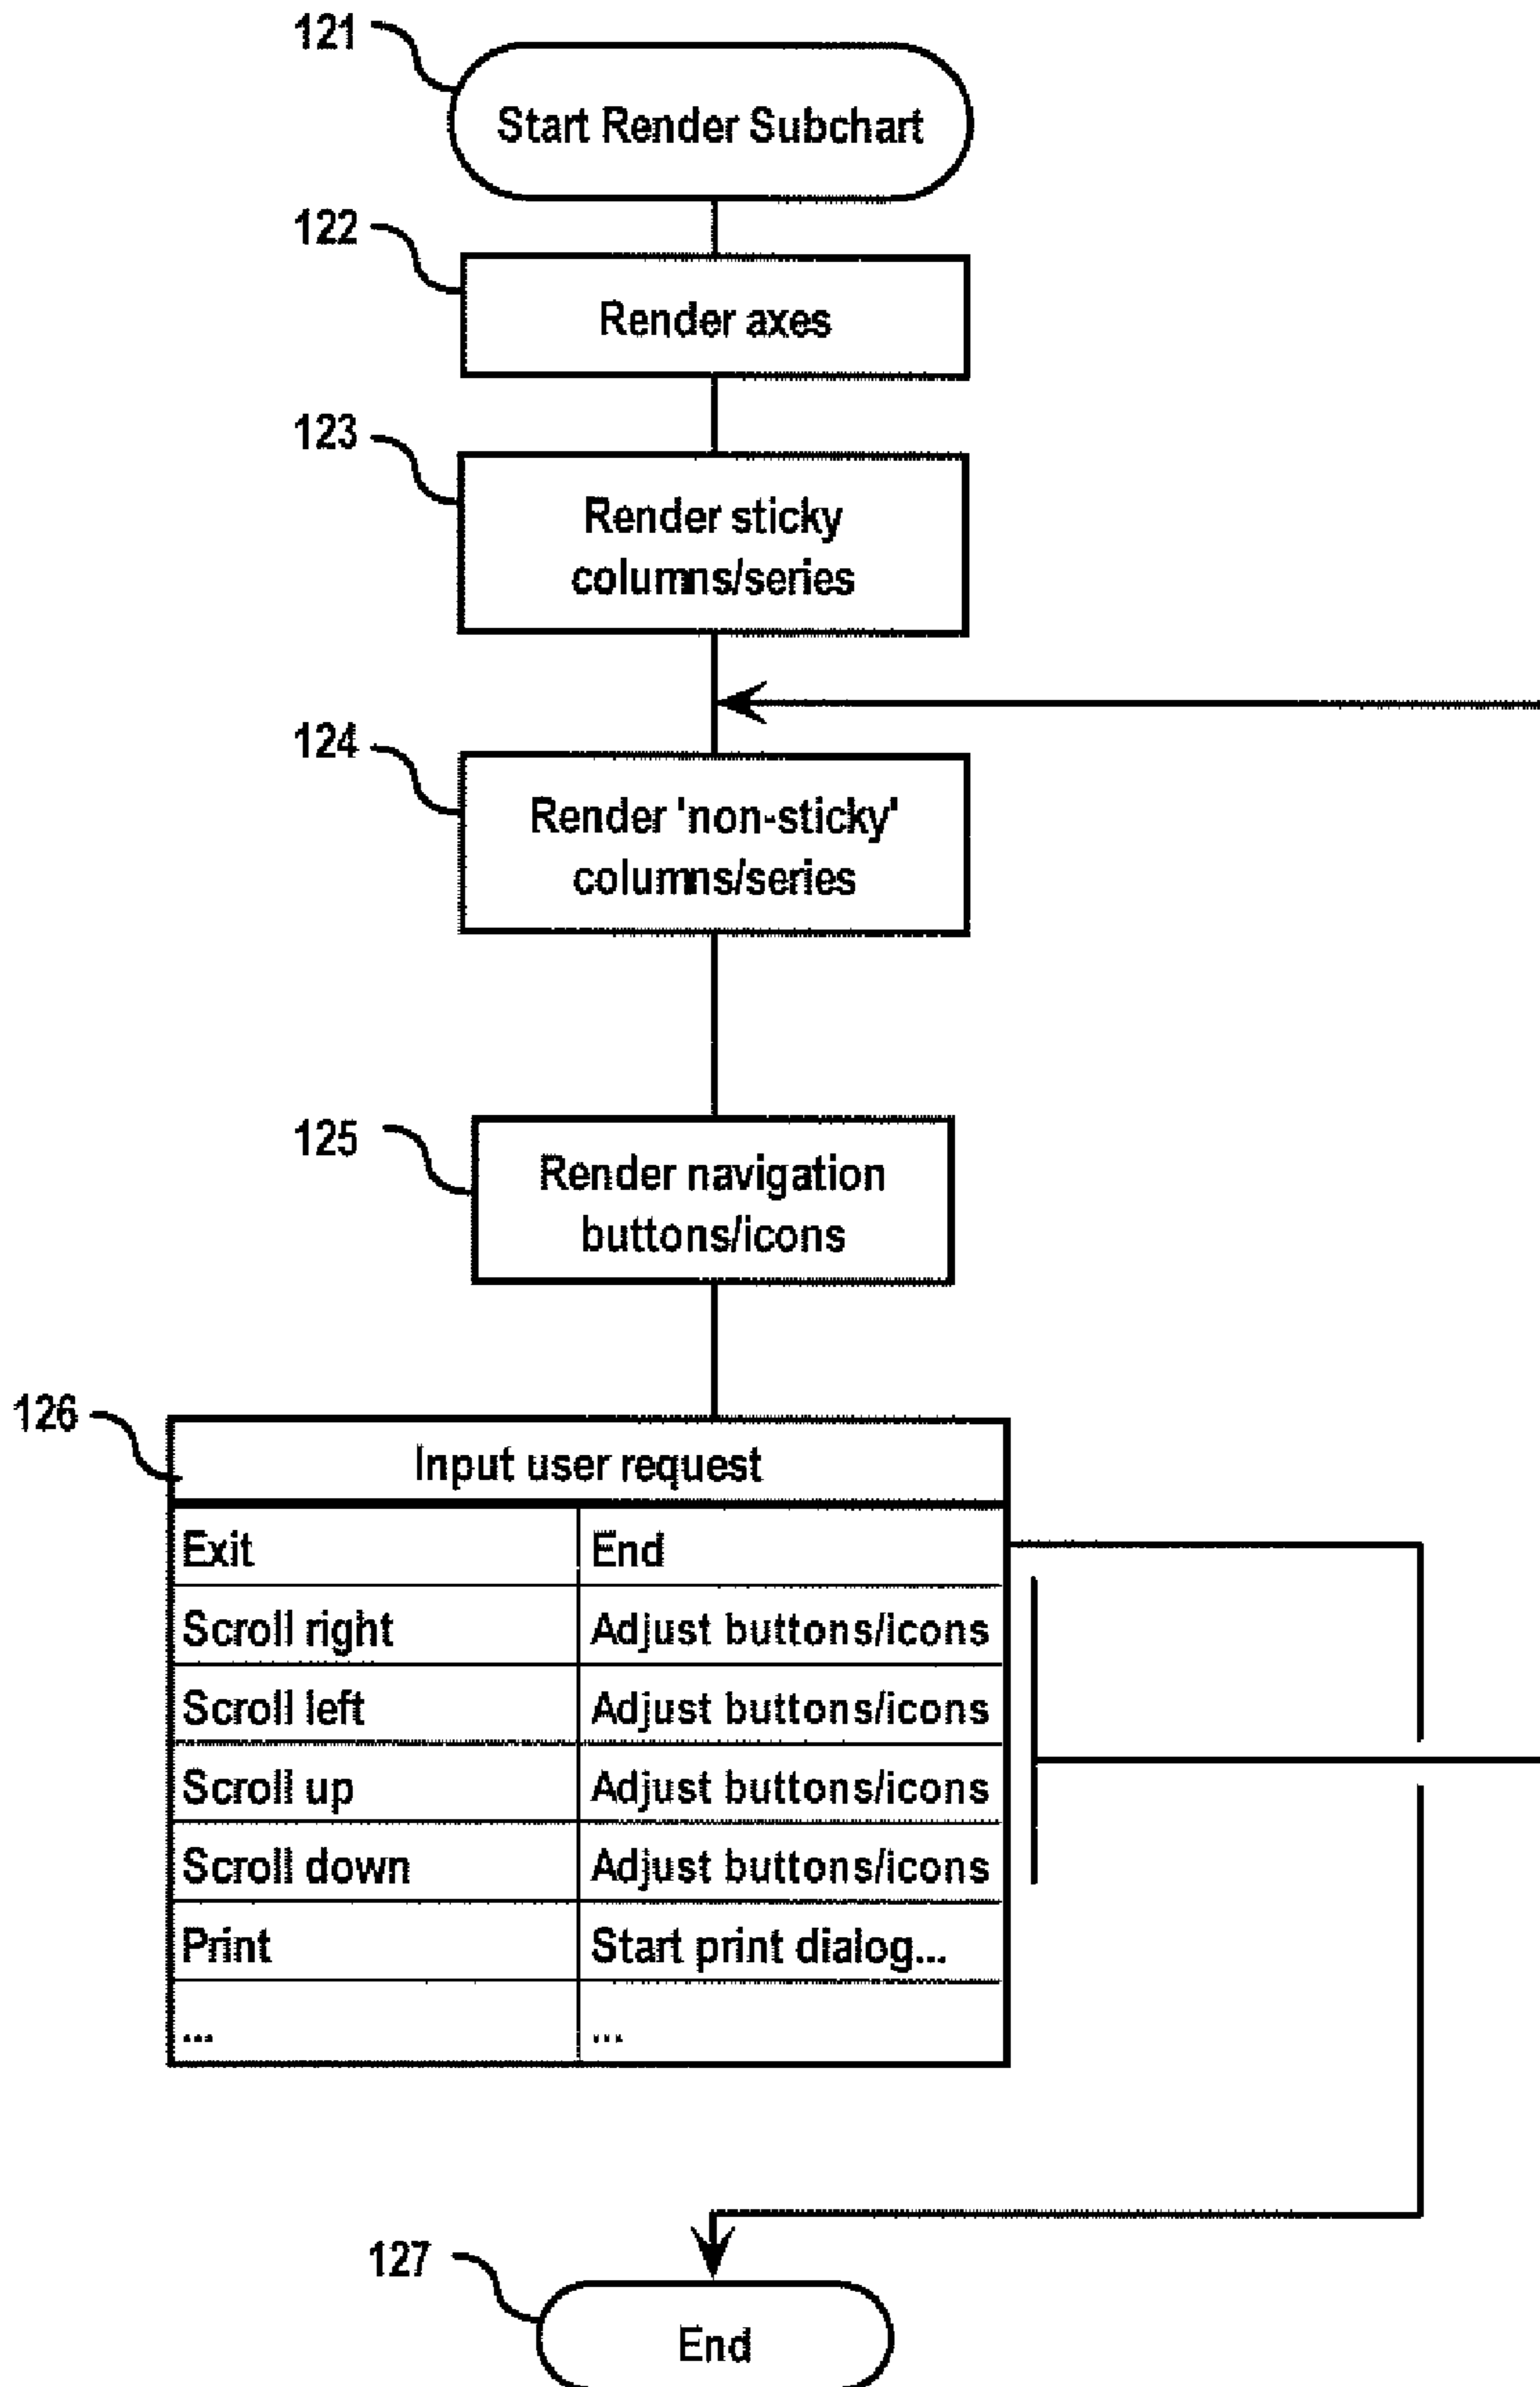 121
Start Render Subchart
122
Render axes
123
Render sticky
columns/series
124
Render 'non-sticky'
columns/series
125
Render navigation
buttons/icons
126
Input user request
Exit End
Scroll right Adjust buttons/icons
Scroll left Adjust buttons/icons
Scroll up Adjust buttons/icons
Scroll down Adjust buttons/icons
Print Start print dialog...
... ...
127
End